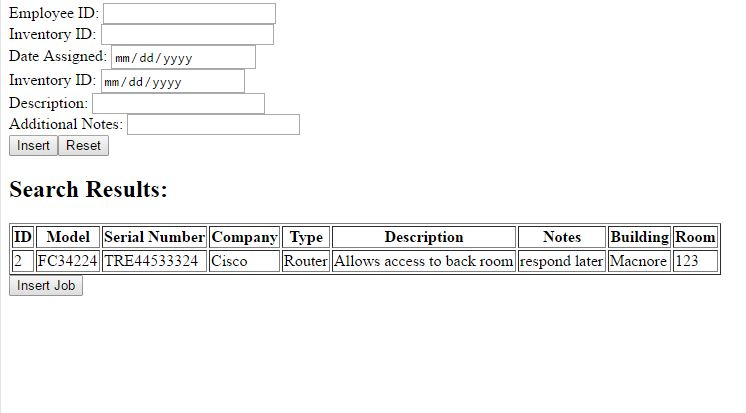 Employee ID:
Inventory ID:
Date Assigned: mm/dd/yyyy
Inventory ID: mm/dd/yyyy
Description:
Additional Notes:
Insert Reset
Search Results:
ID Model Serial Number Company Type Description Notes Building Room
2 FC34224 TRE44533324 Cisco Router Allows access to back room respond later Macnore 123
Insert Job